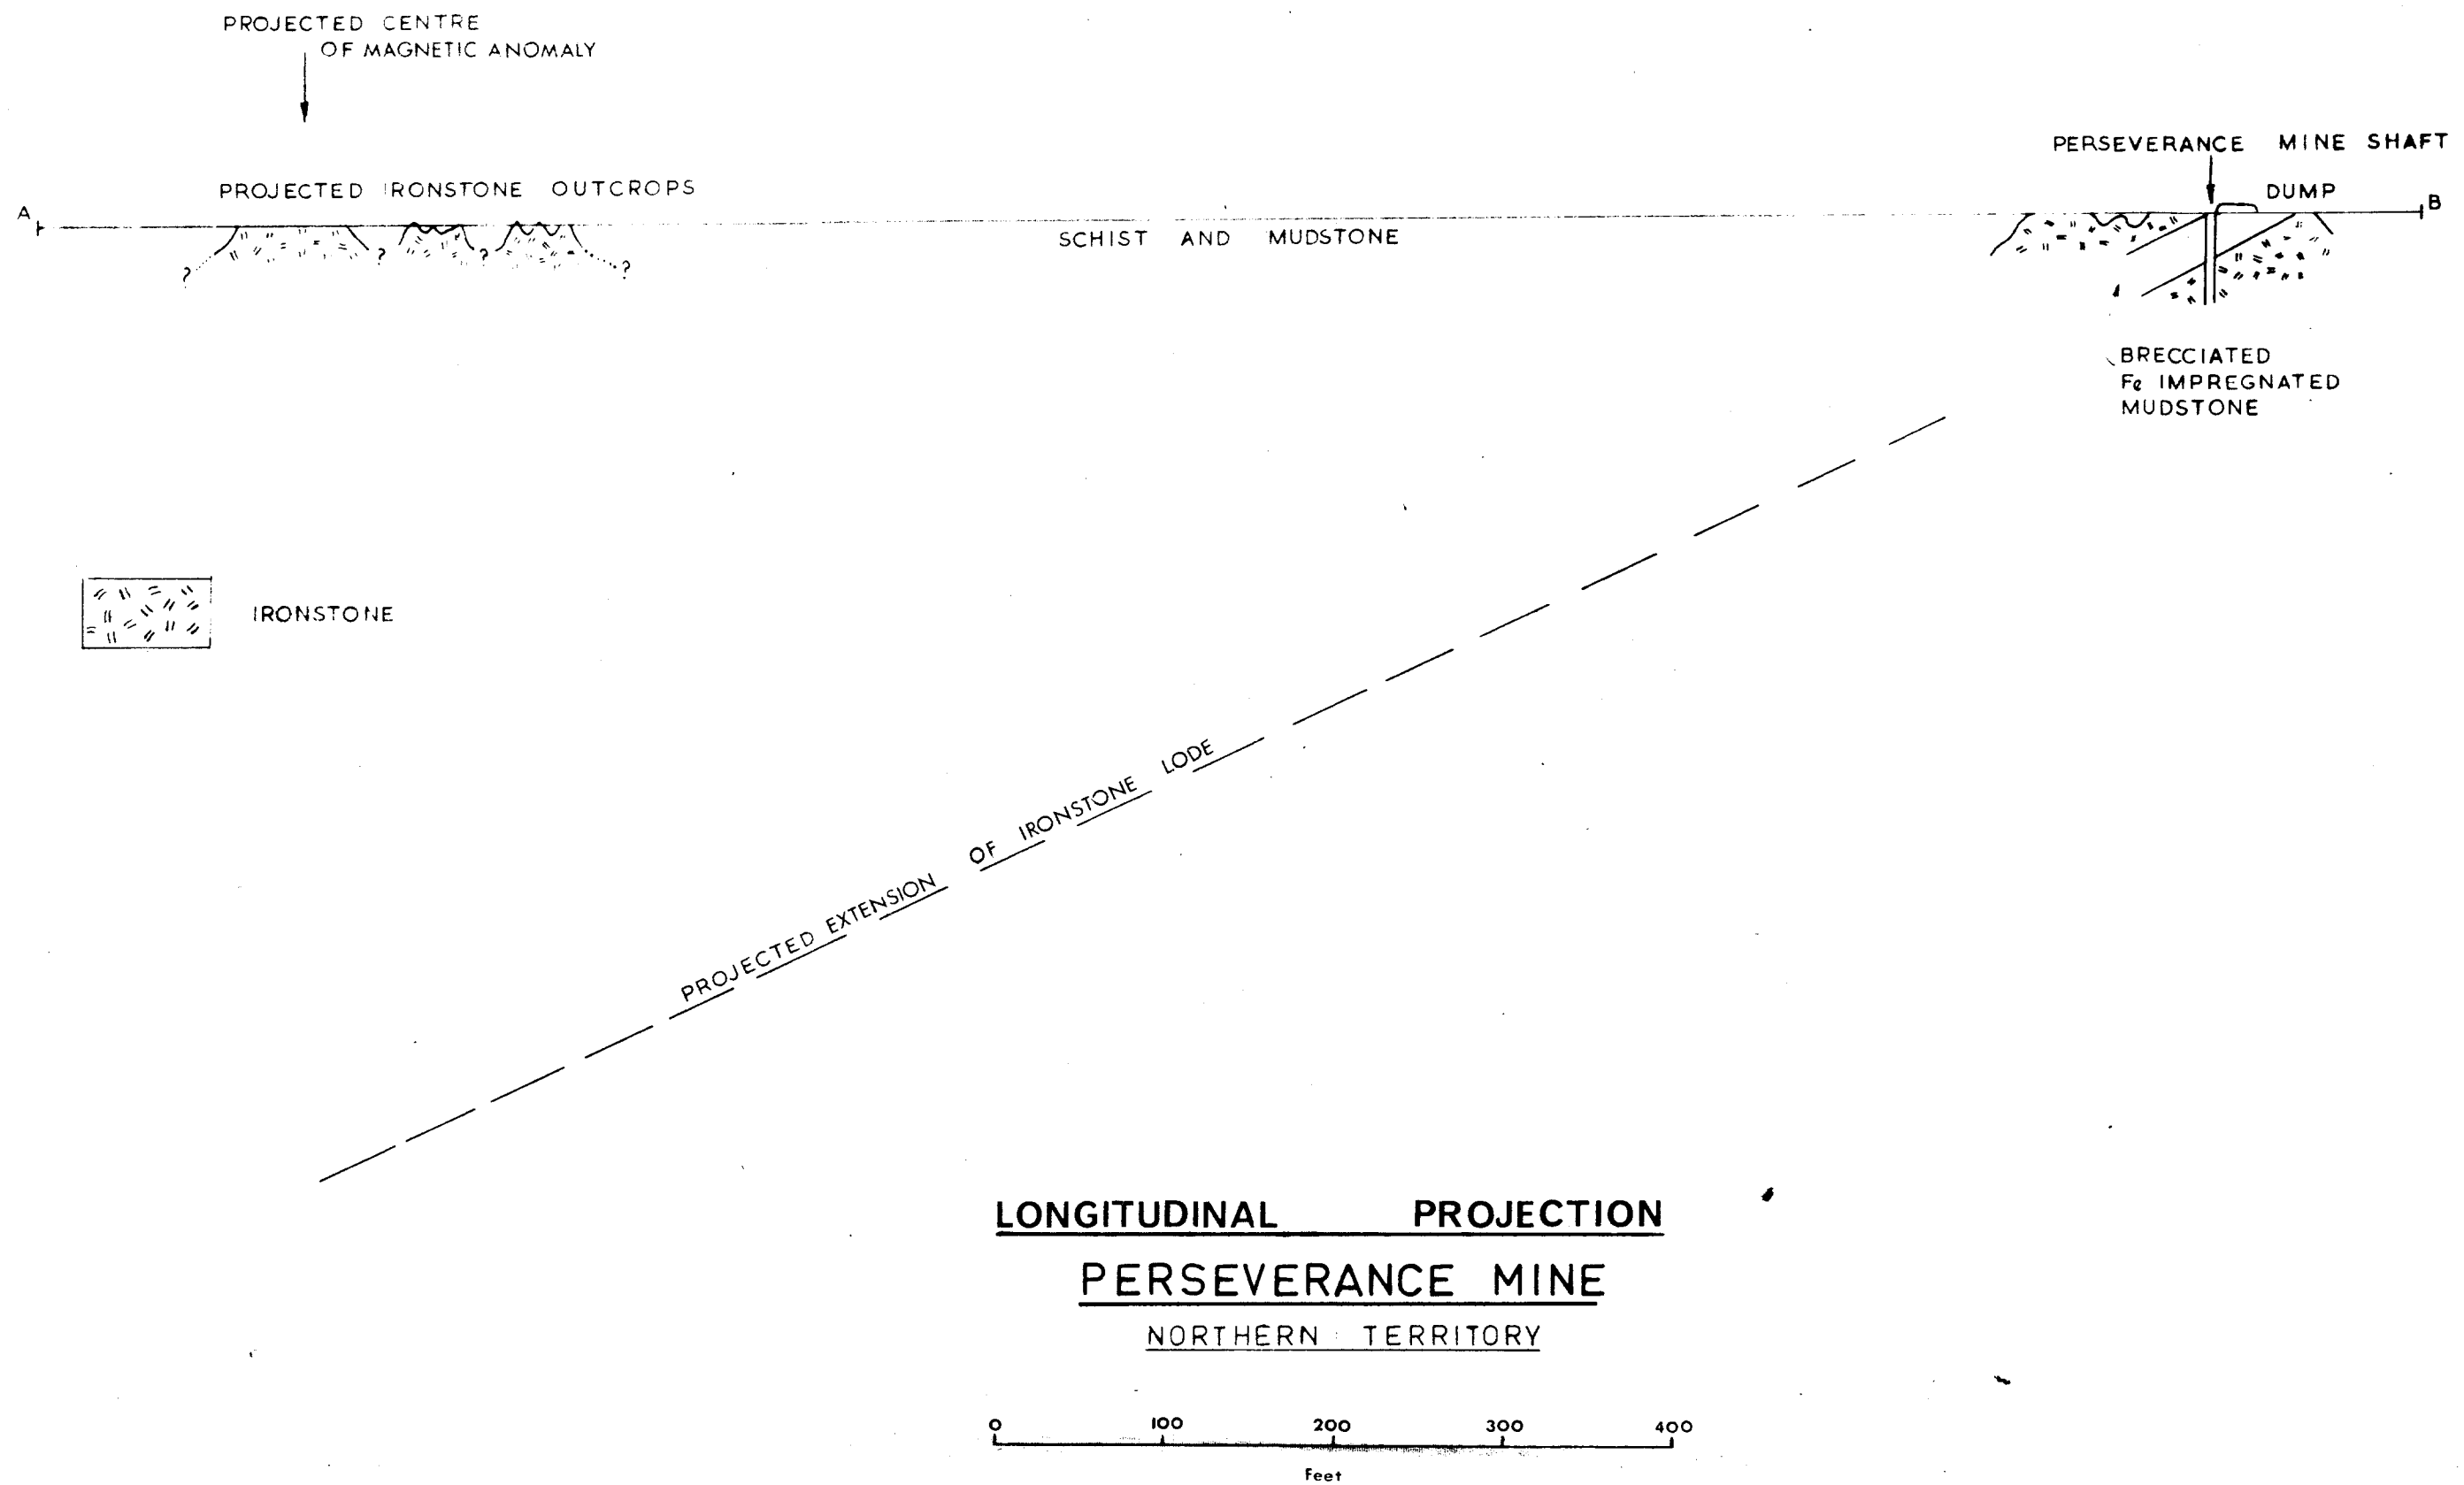 PROJECTED CENTRE
OF MAGNETIC ANOMALY
PERSEVERANCE MINE SHAFT
PROJECTED IRONSTONE OUTCROPS
DUMP
A
B
SCHIST AND MUDSTONE
?
?
?
?
BRECCIATED
Fe IMPREGNATED
MUDSTONE
IRONSTONE
PROJECTED EXTENSION OF IRONSTONE LODE
LONGITUDINAL PROJECTION
PERSEVERANCE MINE
NORTHERN TERRITORY
0 100 200 300 400
Feet